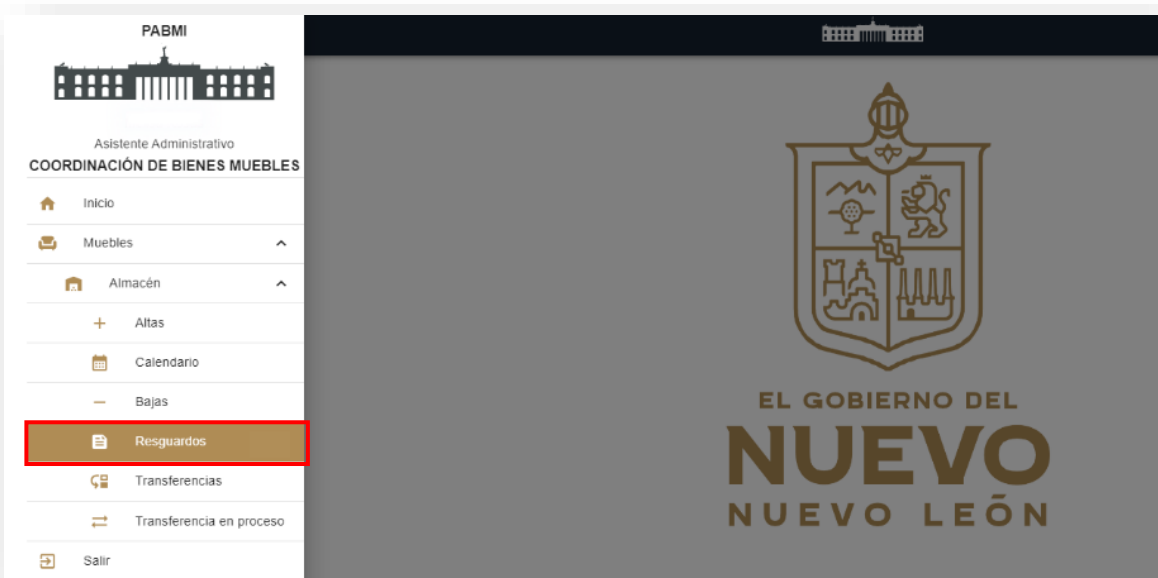 PABMI
Asistente Administrativo
COORDINACIÓN DE BIENES MUEBLES
Inicio
Muebles
Almacén
Altas
Calendario
Bajas
Resguardos
Transferencias
Transferencia en proceso
Salir
EL GOBIERNO DEL
NUEVO
NUEVO LEÓN